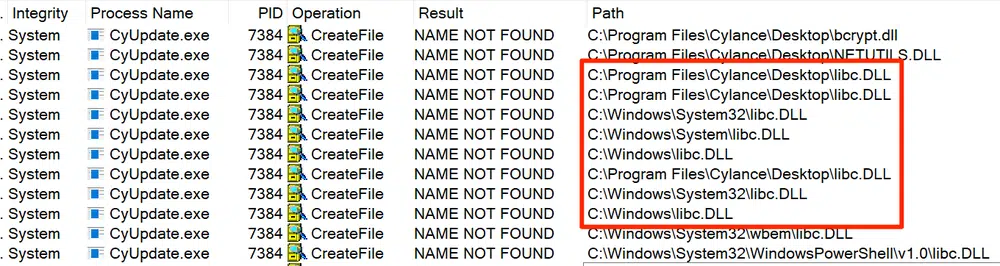 . Integrity Process Name PID Operation Result Path
. System CyUpdate.exe 7384 CreateFile NAME NOT FOUND C:\Program Files\Cylance\Desktop\bcrypt.dll
. System CyUpdate.exe 7384 CreateFile NAME NOT FOUND C:\Program Files\Cylance\Desktop\NETUTILS.DLL
. System CyUpdate.exe 7384 CreateFile NAME NOT FOUND C:\Program Files\Cylance\Desktop\libc.DLL
. System CyUpdate.exe 7384 CreateFile NAME NOT FOUND C:\Program Files\Cylance\Desktop\libc.DLL
. System CyUpdate.exe 7384 CreateFile NAME NOT FOUND C:\Windows\System32\libc.DLL
. System CyUpdate.exe 7384 CreateFile NAME NOT FOUND C:\Windows\System\libc.DLL
. System CyUpdate.exe 7384 CreateFile NAME NOT FOUND C:\Windows\libc.DLL
. System CyUpdate.exe 7384 CreateFile NAME NOT FOUND C:\Program Files\Cylance\Desktop\libc.DLL
. System CyUpdate.exe 7384 CreateFile NAME NOT FOUND C:\Windows\System32\libc.DLL
. System CyUpdate.exe 7384 CreateFile NAME NOT FOUND C:\Windows\libc.DLL
. System CyUpdate.exe 7384 CreateFile NAME NOT FOUND C:\Windows\System32\wbem\libc.DLL
. System CyUpdate.exe 7384 CreateFile NAME NOT FOUND C:\Windows\System32\WindowsPowerShell\v1.0\libc.DLL